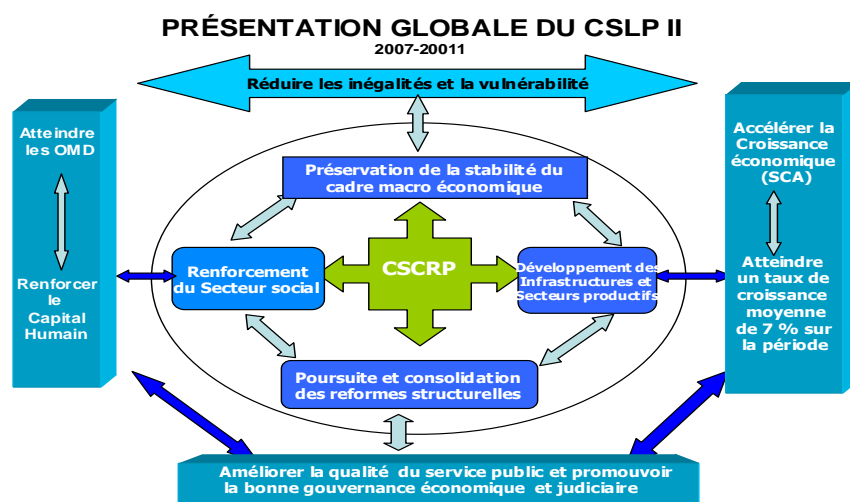 PRÉSENTATION GLOBALE DU CSLP II
2007-20011
Réduire les inégalités et la vulnérabilité
Atteindre
les OMD
Renforcer
le
Capital
Humain
Préservation de la stabilité du
cadre macro économique
Renforcement
du Secteur social
CSCRP
Développement des
Infrastructures et
Secteurs productifs
Poursuite et consolidation
des reformes structurelles
Accélérer la
Croissance
économique
(SCA)
Atteindre
un taux de
croissance
moyenne
de 7 % sur
la période
Améliorer la qualité du service public et promouvoir
la bonne gouvernance économique et judiciaire